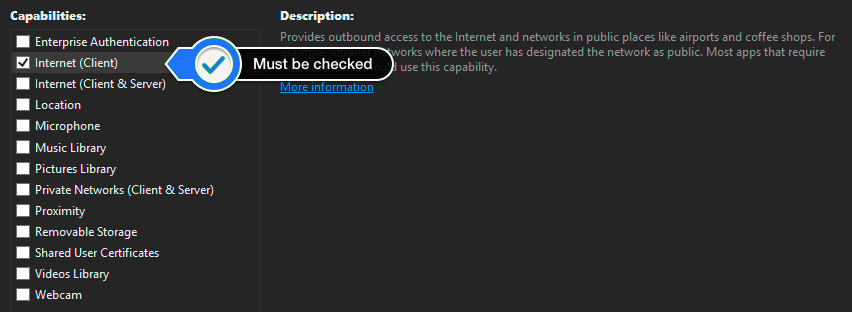 Capabilities:
Enterprise Authentication
Internet (Client)
Internet (Client & Server)
Location
Microphone
Music Library
Pictures Library
Private Networks (Client & Server)
Proximity
Removable Storage
Shared User Certificates
Videos Library
Webcam
Must be checked
Description:
Provides outbound access to the Internet and networks in public places like airports and coffee shops. For
networks where the user has designated the network as public. Most apps that require
use this capability.
More information